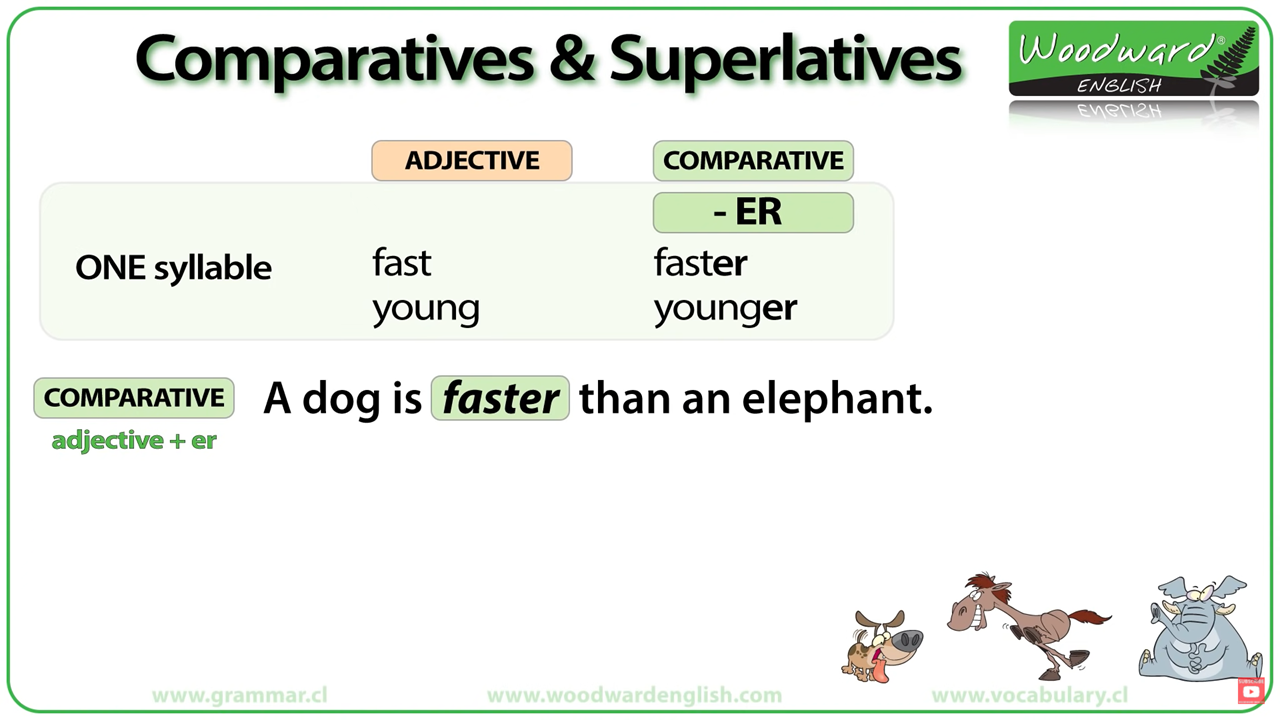 Comparatives & Superlatives
Woodward®
ENGLISH
ADJECTIVE COMPARATIVE
- ER
ONE syllable
fast faster
young younger
COMPARATIVE A dog is faster than an elephant.
adjective + er
www.grammar.cl www.woodwardenglish.com www.vocabulary.cl
SUBSCRIBE